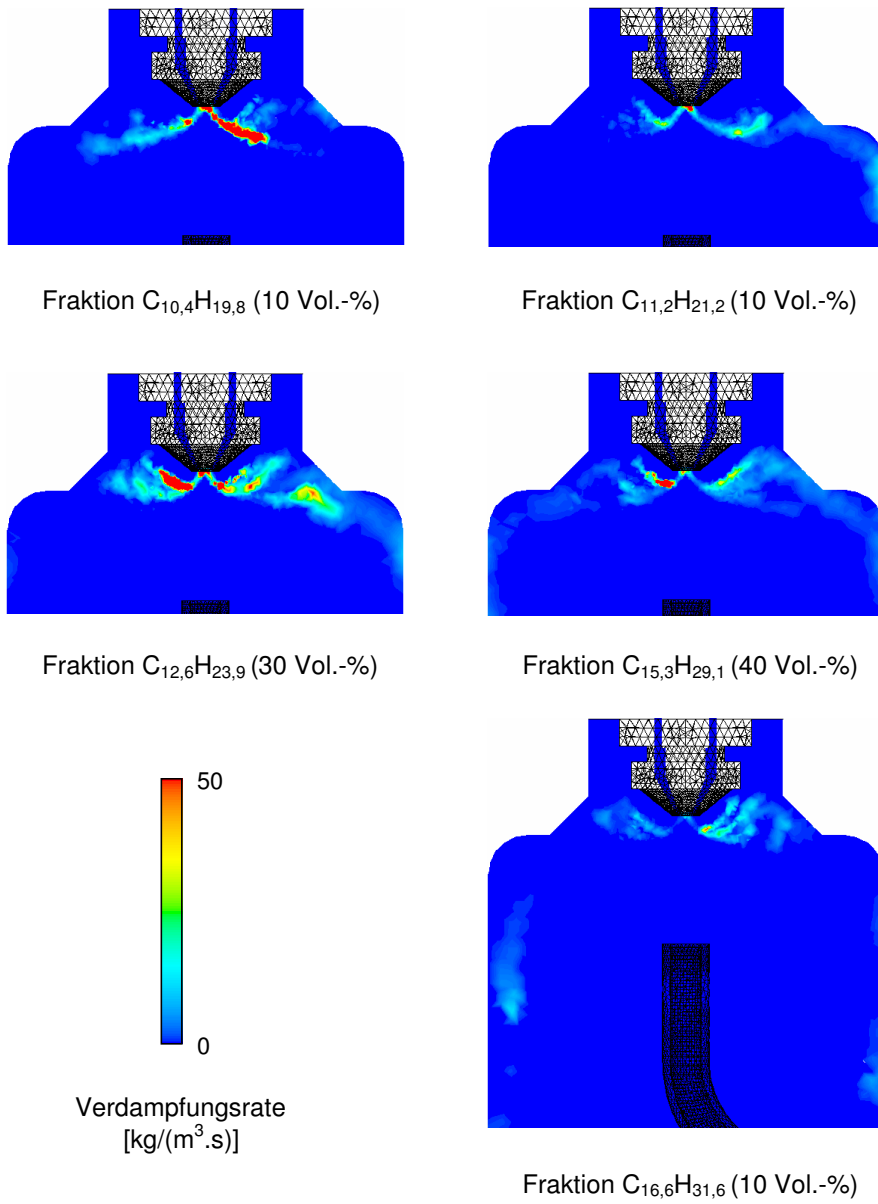 Fraktion C10,4H19,8 (10 Vol.-%)
Fraktion C11,2H21,2 (10 Vol.-%)
Fraktion C12,6H23,9 (30 Vol.-%)
Fraktion C15,3H29,1 (40 Vol.-%)
50
0
Verdampfungsrate
[kg/(m³.s)]
Fraktion C16,6H31,6 (10 Vol.-%)